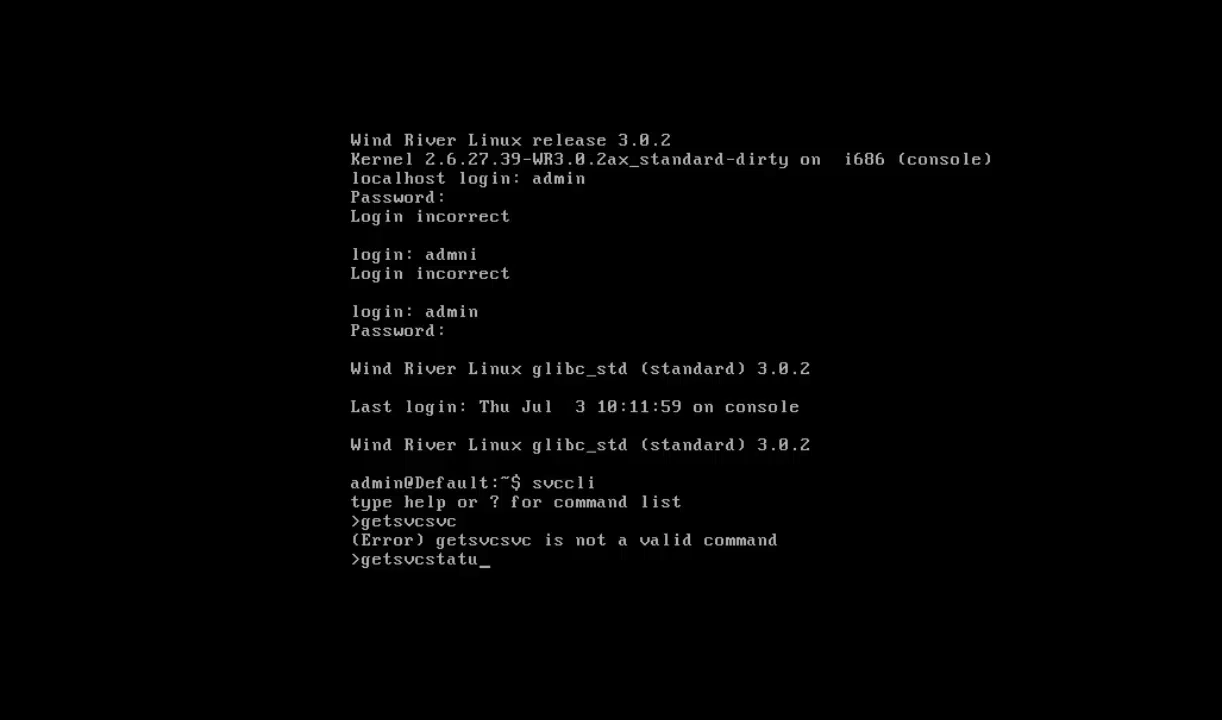 Wind River Linux release 3.0.2
Kernel 2.6.27.39-WR3.0.2ax_standard-dirty on  i686 (console)
localhost login: admin
Password:
Login incorrect
login: admni
Login incorrect
login: admin
Password:
Wind River Linux glibc_std (standard) 3.0.2
Last login: Thu Jul  3 10:11:59 on console
Wind River Linux glibc_std (standard) 3.0.2
admin@Default:~$ svccli
type help or ? for command list
>getsvcsvc
(Error) getsvcsvc is not a valid command
>getsvcstatu_